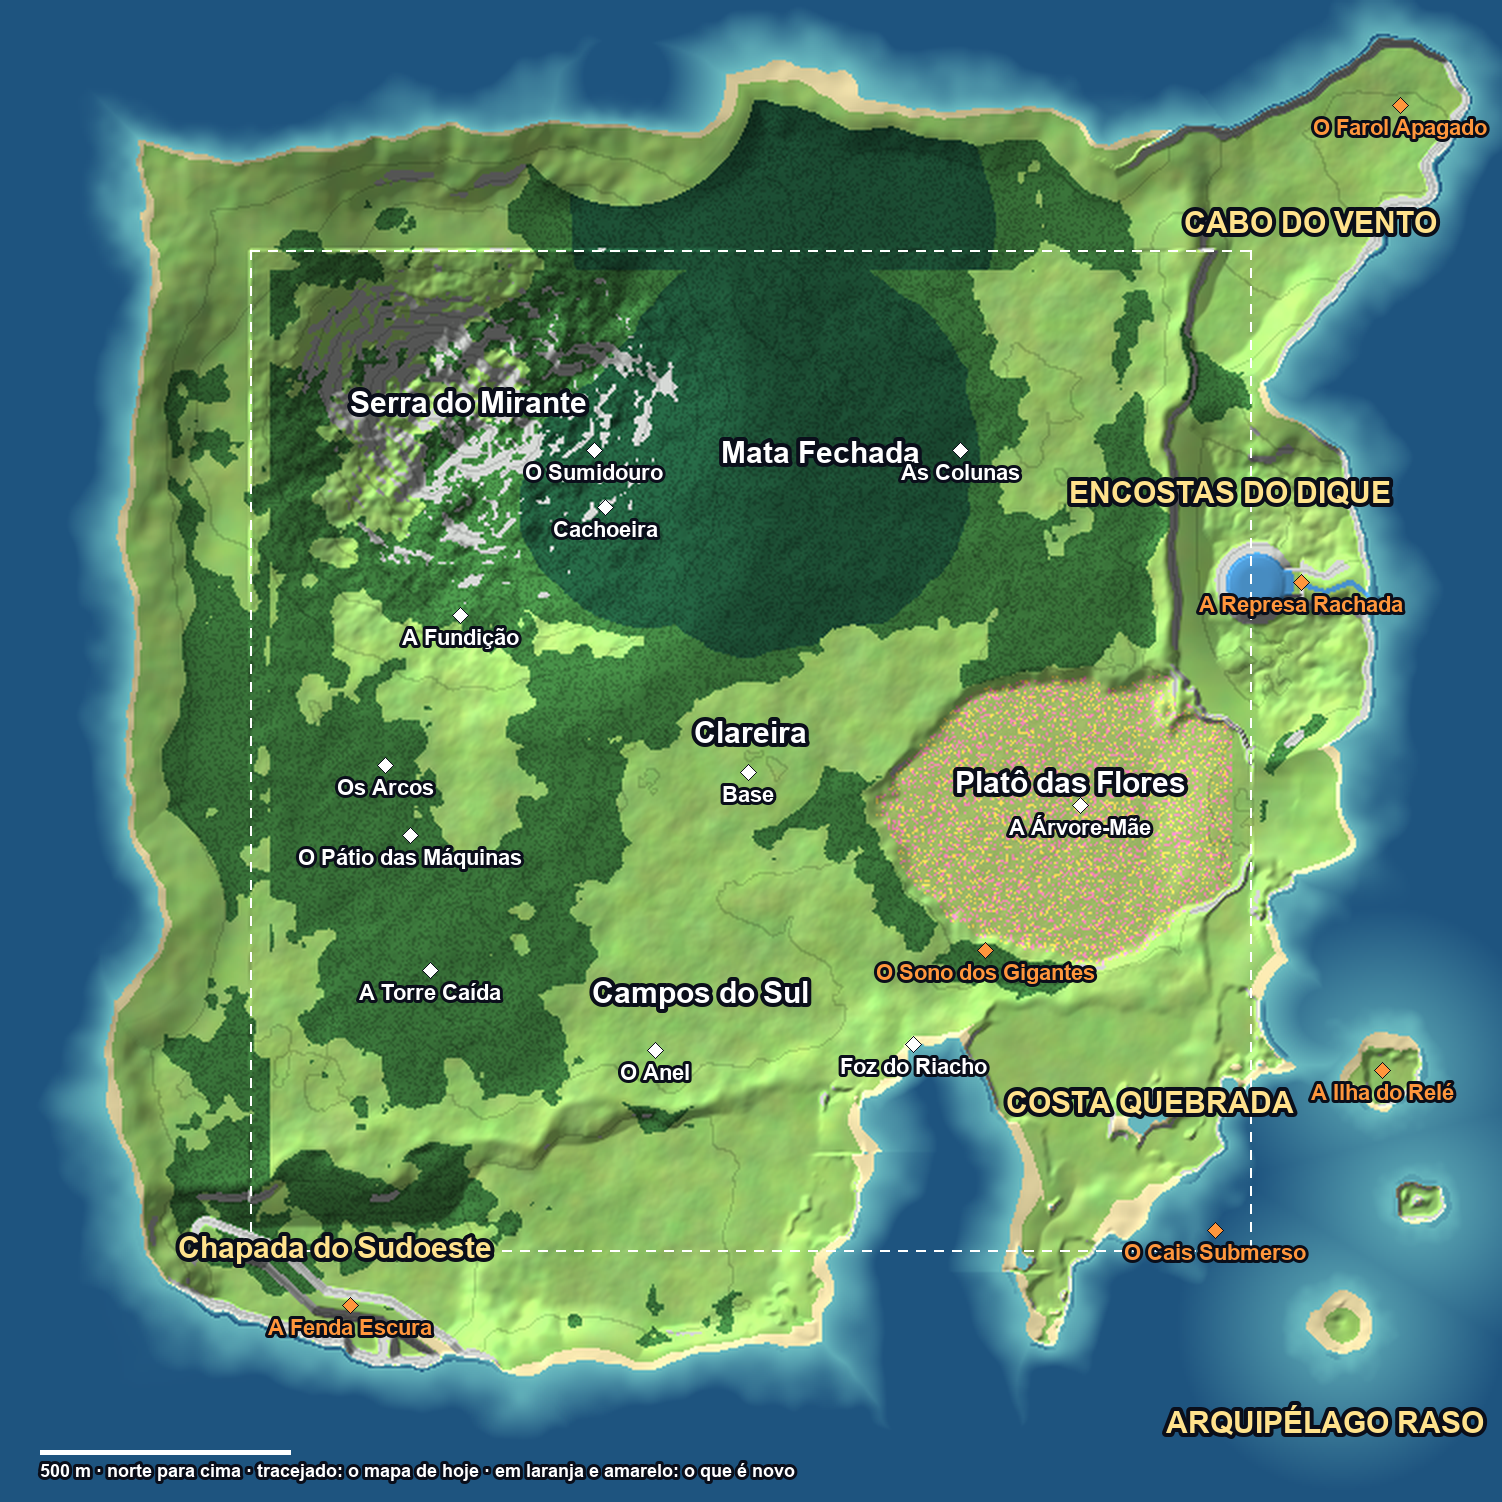 O Farol Apagado
CABO DO VENTO
Serra do Mirante
Mata Fechada
O Sumidouro
As Colunas
ENCOSTAS DO DIQUE
Cachoeira
A Represa Rachada
A Fundição
Clareira
Os Arcos
Base
Platô das Flores
A Árvore-Mãe
O Pátio das Máquinas
O Sono dos Gigantes
A Torre Caída
Campos do Sul
O Anel
Foz do Riacho
COSTA QUEBRADA
A Ilha do Relé
Chapada do Sudoeste
O Cais Submerso
A Fenda Escura
ARQUIPÉLAGO RASO
500 m · norte para cima · tracejado: o mapa de hoje · em laranja e amarelo: o que é novo